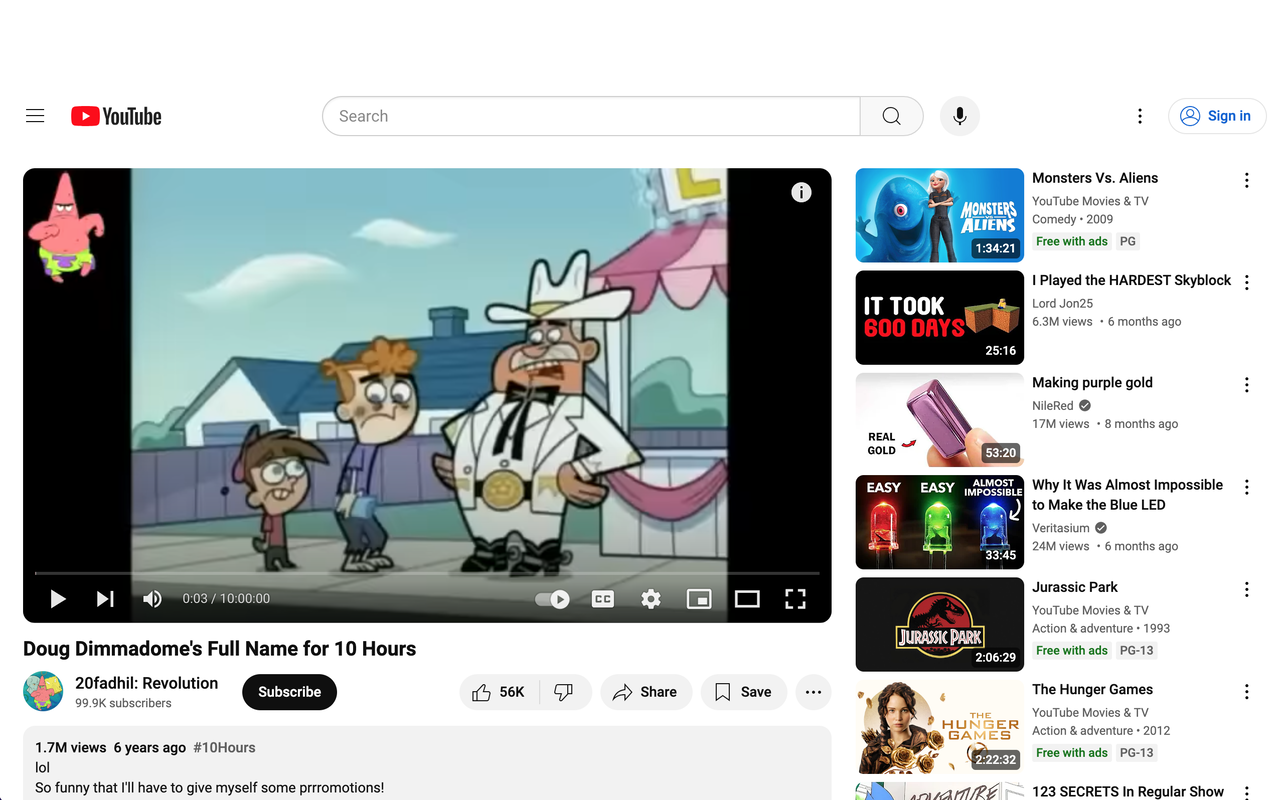 YouTube
Search
Sign in
L
0:03 / 10:00:00
CC
Doug Dimmadome's Full Name for 10 Hours
20fadhil: Revolution
99.9K subscribers
Subscribe
56K
Share
Save
1.7M views 6 years ago #10Hours
lol
So funny that I'll have to give myself some prrromotions!
MONSTERS
VS
ALIENS
1:34:21
Monsters Vs. Aliens
YouTube Movies & TV
Comedy • 2009
Free with ads PG
IT TOOK
600 DAYS
25:16
I Played the HARDEST Skyblock
Lord Jon25
6.3M views • 6 months ago
REAL
GOLD
53:20
Making purple gold
NileRed
17M views • 8 months ago
EASY EASY ALMOST
IMPOSSIBLE
33:45
Why It Was Almost Impossible
to Make the Blue LED
Veritasium
24M views • 6 months ago
JURASSIC PARK
2:06:29
Jurassic Park
YouTube Movies & TV
Action & adventure • 1993
Free with ads PG-13
THE
HUNGER
GAMES
2:22:32
The Hunger Games
YouTube Movies & TV
Action & adventure • 2012
Free with ads PG-13
ADVENTURE
123 SECRETS In Regular Show